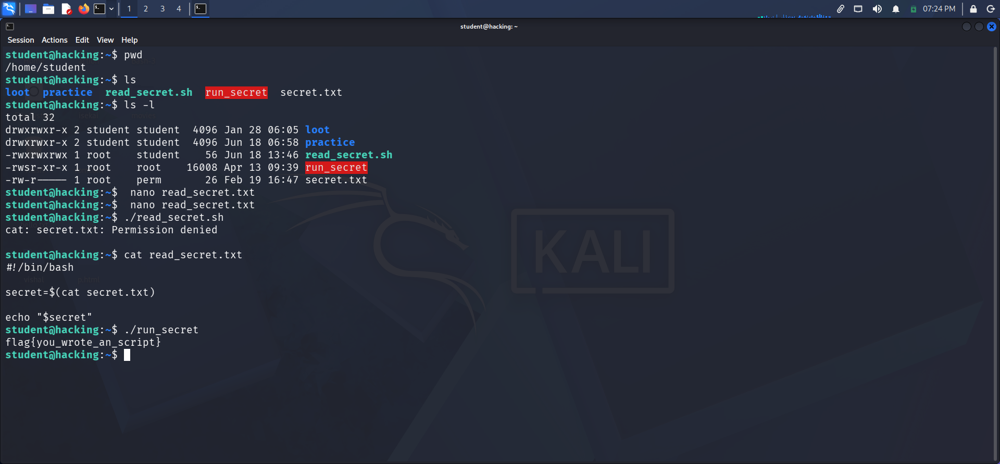 1 2 3 4 07:24 PM
student@hacking: ~
Session Actions Edit View Help
student@hacking:~$ pwd
/home/student
student@hacking:~$ ls
loot practice read_secret.sh run_secret secret.txt
student@hacking:~$ ls -l
total 32
drwxrwxr-x 2 student student 4096 Jan 28 06:05 loot
drwxrwxr-x 2 student student 4096 Jun 18 06:58 practice
-rwxrwxrwx 1 root student 56 Jun 18 13:46 read_secret.sh
-rwsr-xr-x 1 root root 16008 Apr 13 09:39 run_secret
-rw-r----- 1 root perm 26 Feb 19 16:47 secret.txt
student@hacking:~$ nano read_secret.txt
student@hacking:~$ nano read_secret.txt
student@hacking:~$ ./read_secret.sh
cat: secret.txt: Permission denied
student@hacking:~$ cat read_secret.txt
#!/bin/bash
vishal p.html
secret=$(cat secret.txt)
echo "$secret"
student@hacking:~$ ./run_secret
flag{you_wrote_an_script}
student@hacking:~$
KALI